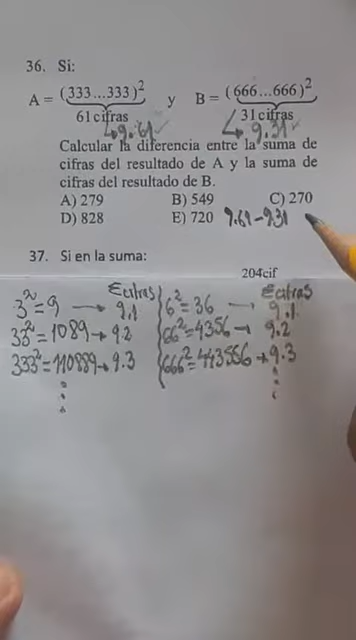 36. Si:
A = (333...333)² y B = (666...666)²
61 cifras 31 cifras
9.61 9.31
Calcular la diferencia entre la suma de
cifras del resultado de A y la suma de
cifras del resultado de B.
A) 279 B) 549 C) 270
D) 828 E) 720 9.61-9.31
37. Si en la suma:
204cif
Σcifras Σcifras
3²=9 → 9.1 6²=36 → 9.1
33²=1089 → 9.2 66²=4356 → 9.2
333²=110889 → 9.3 666²=443556 → 9.3